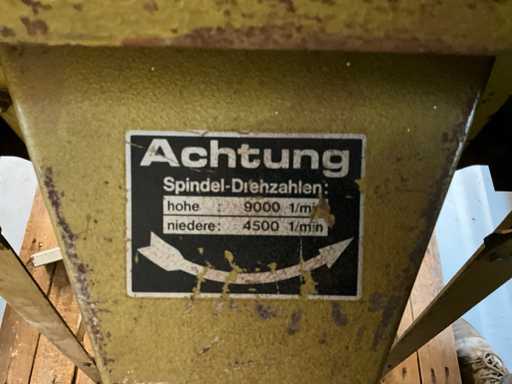 Achtung
Spindel-Drehzahlen:
hohe : 9000 1/min
niedere: 4500 1/min